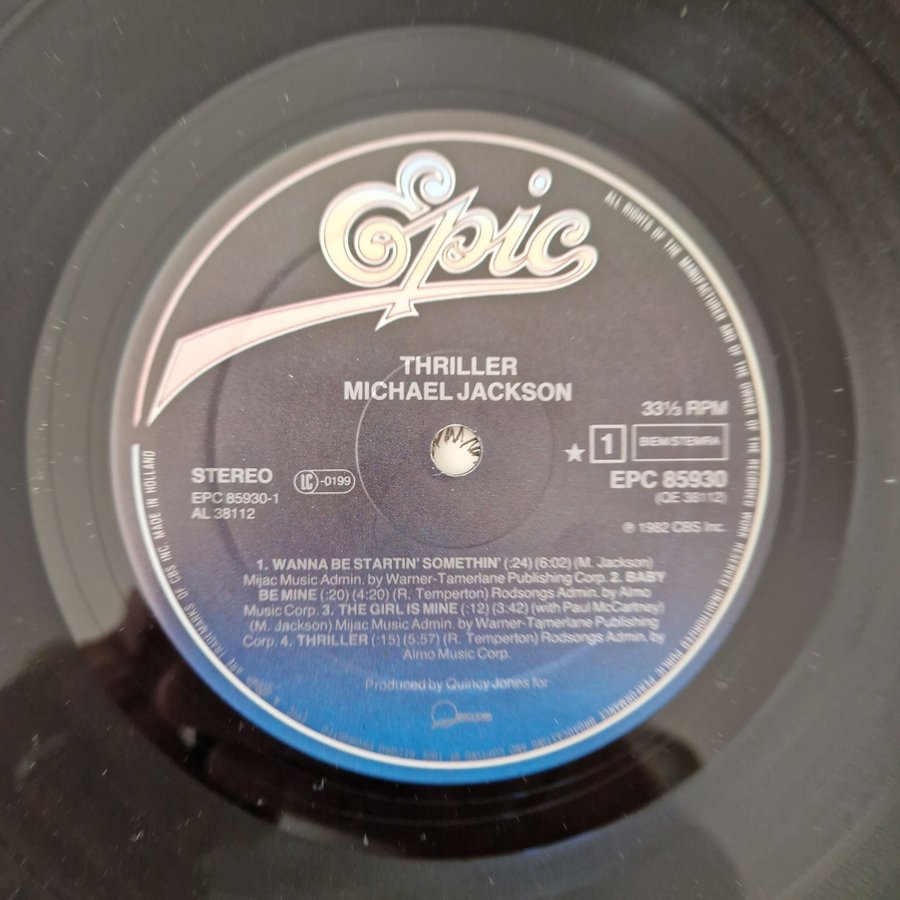 Epic
THRILLER
MICHAEL JACKSON
33⅓ RPM
★ 1 BIEM STEMRA
STEREO LC-0199
EPC 85930
EPC 85930-1
(QE 38112)
AL 38112
℗ 1982 CBS Inc.
1. WANNA BE STARTIN' SOMETHIN' (:24) (6:02) (M. Jackson)
Mijac Music Admin. by Warner-Tamerlane Publishing Corp. 2. BABY
BE MINE (:20) (4:20) (R. Temperton) Rodsongs Admin. by Almo
Music Corp. 3. THE GIRL IS MINE (:12) (3:42) (with Paul McCartney)
(M. Jackson) Mijac Music Admin. by Warner-Tamerlane Publishing
Corp. 4. THRILLER (:15) (5:57) (R. Temperton) Rodsongs Admin. by
Almo Music Corp.
Produced by Quincy Jones for
ALL RIGHTS OF THE MANUFACTURER AND OF THE OWNER OF THE RECORDED WORK RESERVED
MARKS OF CBS INC. MADE IN HOLLAND